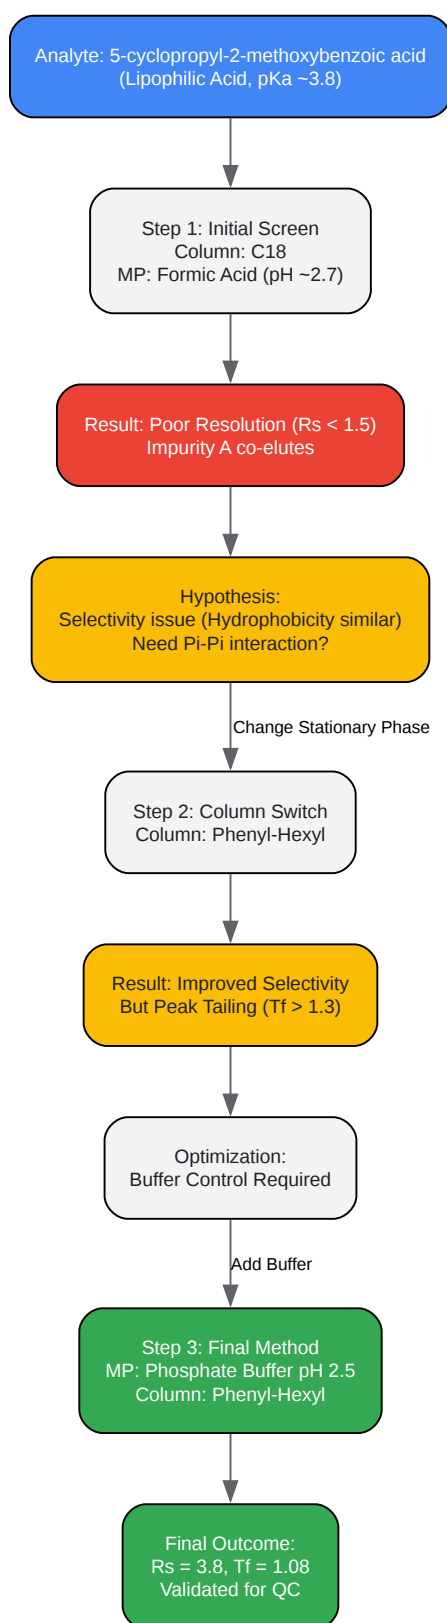 Analyte: 5-cyclopropyl-2-methoxybenzoic acid
(Lipophilic Acid, pKa ~3.8)
Step 1: Initial Screen
Column: C18
MP: Formic Acid (pH ~2.7)
Result: Poor Resolution (Rs < 1.5)
Impurity A co-elutes
Hypothesis:
Selectivity issue (Hydrophobicity similar)
Need Pi-Pi interaction?
Change Stationary Phase
Step 2: Column Switch
Column: Phenyl-Hexyl
Result: Improved Selectivity
But Peak Tailing (Tf > 1.3)
Optimization:
Buffer Control Required
Add Buffer
Step 3: Final Method
MP: Phosphate Buffer pH 2.5
Column: Phenyl-Hexyl
Final Outcome:
Rs = 3.8, Tf = 1.08
Validated for QC